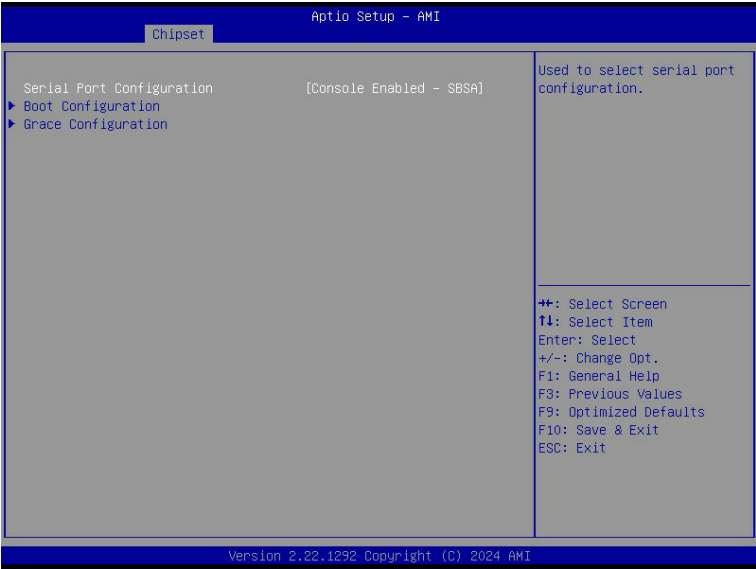 Aptio Setup – AMI
Chipset
Serial Port Configuration [Console Enabled – SBSA]
Boot Configuration
Grace Configuration
Used to select serial port
configuration.
→←: Select Screen
↑↓: Select Item
Enter: Select
+/-: Change Opt.
F1: General Help
F3: Previous Values
F9: Optimized Defaults
F10: Save & Exit
ESC: Exit
Version 2.22.1292 Copyright (C) 2024 AMI